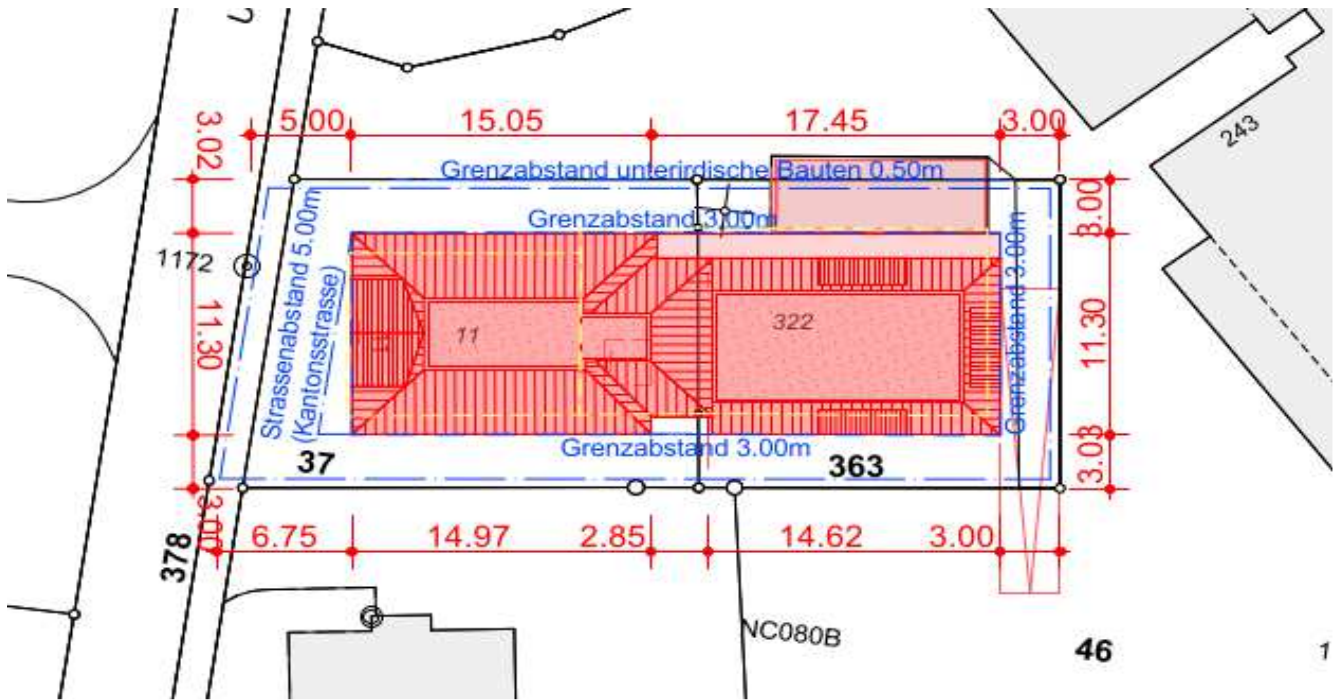 5.00 15.05 17.45 3.00
3.02
243
Grenzabstand unterirdische Bauten 0.50m
Grenzabstand 3.00m
3.00
1172
Strassenabstand 5.00m
(Kantonsstrasse)
11
322
Grenzabstand 3.00m
11.30
11.30
Grenzabstand 3.00m
37
363
3.03
3.00
6.75 14.97 2.85 14.62 3.00
378
NC080B
46
1